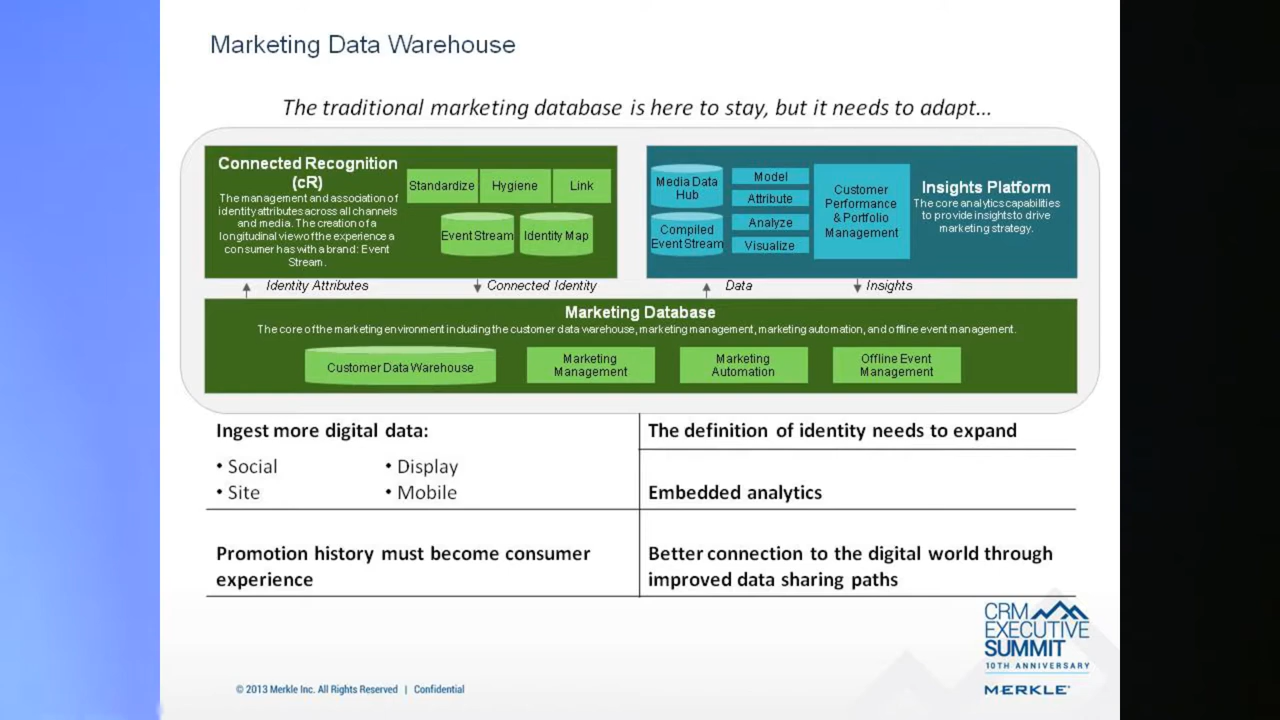 Marketing Data Warehouse
The traditional marketing database is here to stay, but it needs to adapt...
Connected Recognition
(cR)
The management and association of
identity attributes across all channels
and media. The creation of a
longitudinal view of the experience a
consumer has with a brand: Event
Stream.
Standardize
Hygiene
Link
Event Stream
Identity Map
Media Data
Hub
Compiled
Event Stream
Model
Attribute
Analyze
Visualize
Customer
Performance
& Portfolio
Management
Insights Platform
The core analytics capabilities
to provide insights to drive
marketing strategy.
Identity Attributes
Connected Identity
Data
Insights
Marketing Database
The core of the marketing environment including the customer data warehouse, marketing management, marketing automation, and offline event management.
Customer Data Warehouse
Marketing
Management
Marketing
Automation
Offline Event
Management
Ingest more digital data:
• Social
• Display
• Site
• Mobile
The definition of identity needs to expand
Embedded analytics
Promotion history must become consumer
experience
Better connection to the digital world through
improved data sharing paths
CRM
EXECUTIVE
SUMMIT
10TH ANNIVERSARY
MERKLE
© 2013 Merkle Inc. All Rights Reserved | Confidential